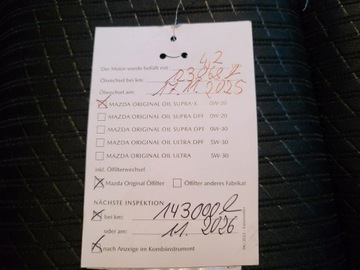 Der Motor wurde befüllt mit: 4,2
Ölwechsel bei km:
Ölwechsel am: 17.11.2025
MAZDA ORIGINAL OIL SUPRA-X 0W-20
MAZDA ORIGINAL OIL SUPRA DPF 0W-20
MAZDA ORIGINAL OIL SUPRA DPF 0W-30
MAZDA ORIGINAL OIL ULTRA DPF 5W-30
MAZDA ORIGINAL OIL ULTRA 5W-30
inkl. Ölfilterwechsel
Mazda Original Ölfilter Ölfilter anderes Fabrikat
NÄCHSTE INSPEKTION
bei km: 143000
oder am: 11.2026
nach Anzeige im Kombiinstrument